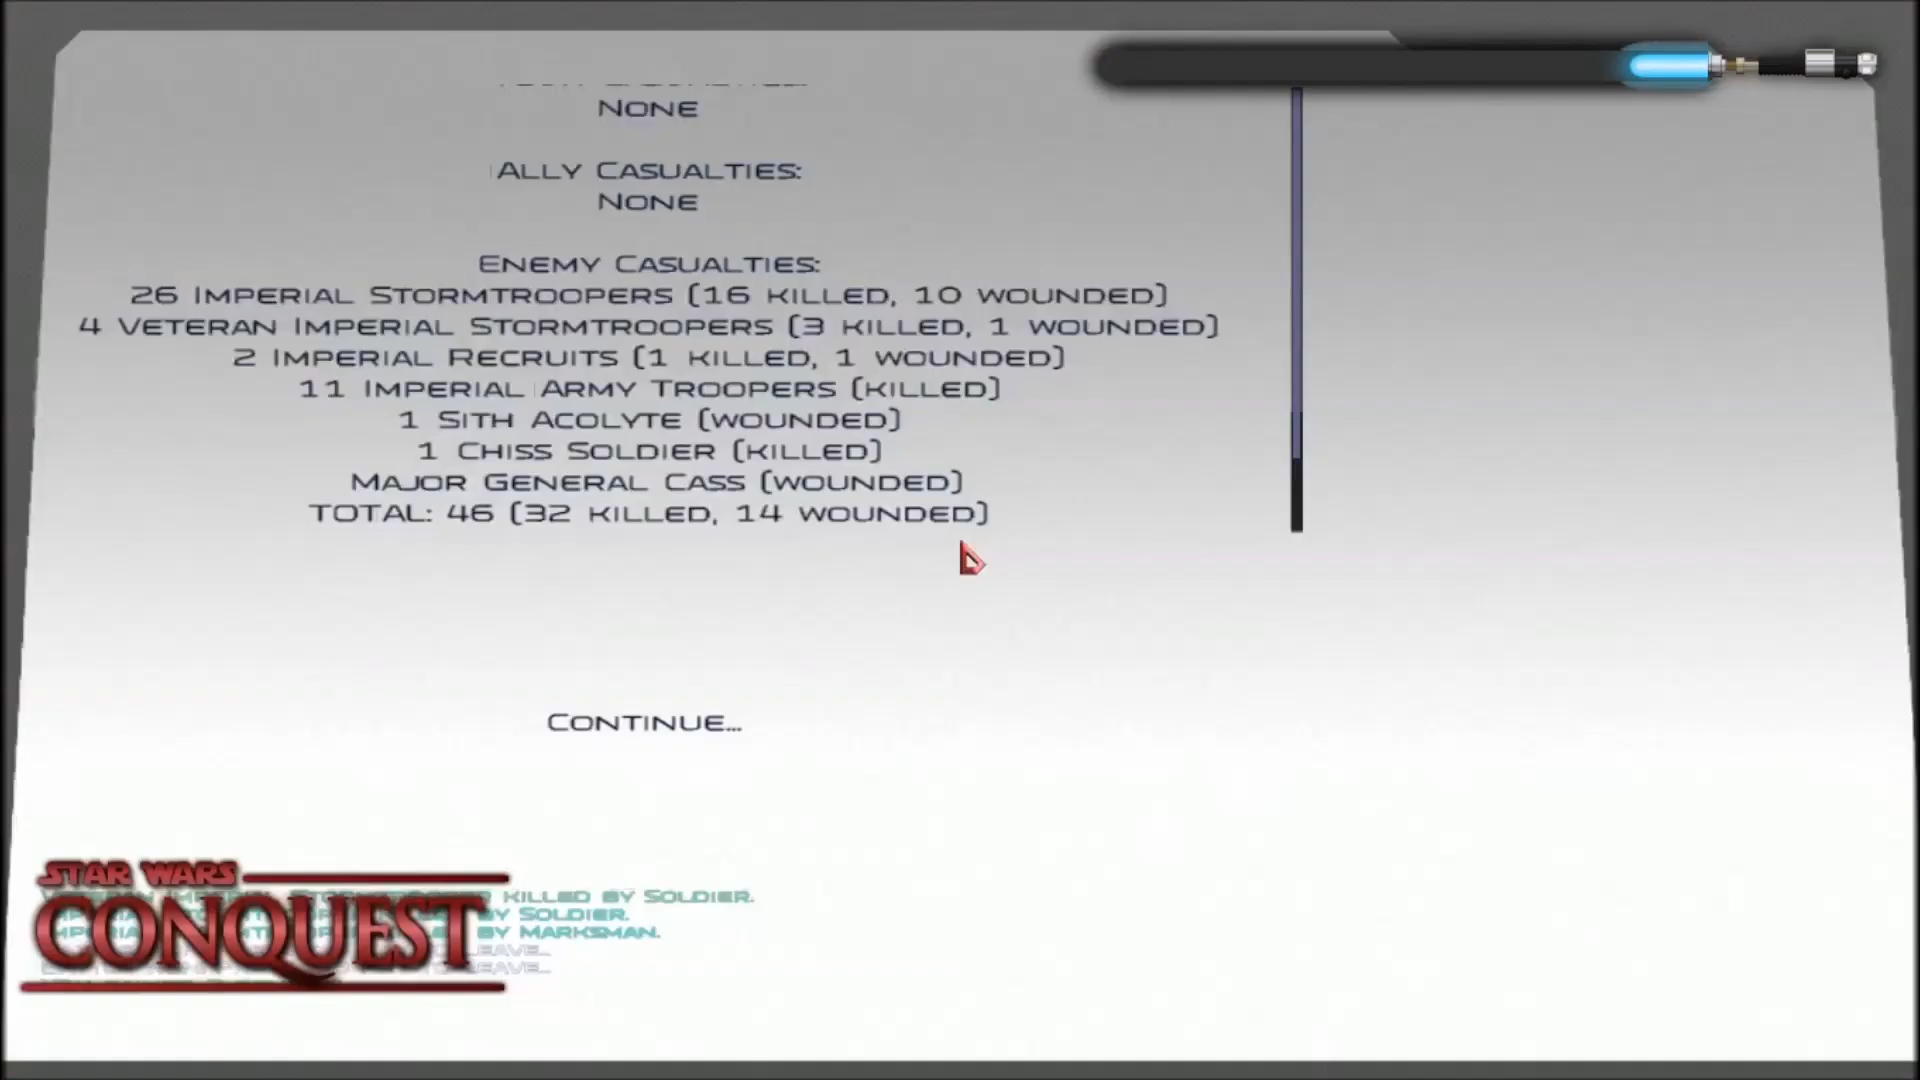 None
Ally Casualties:
None
Enemy Casualties:
26 Imperial Stormtroopers (16 killed, 10 wounded)
4 Veteran Imperial Stormtroopers (3 killed, 1 wounded)
2 Imperial Recruits (1 killed, 1 wounded)
11 Imperial Army Troopers (killed)
1 Sith Acolyte (wounded)
1 Chiss Soldier (killed)
Major General Cass (wounded)
TOTAL: 46 (32 killed, 14 wounded)
Continue...
STAR WARS
CONQUEST
killed by Soldier.
by Soldier.
by Marksman.
leave...
leave...